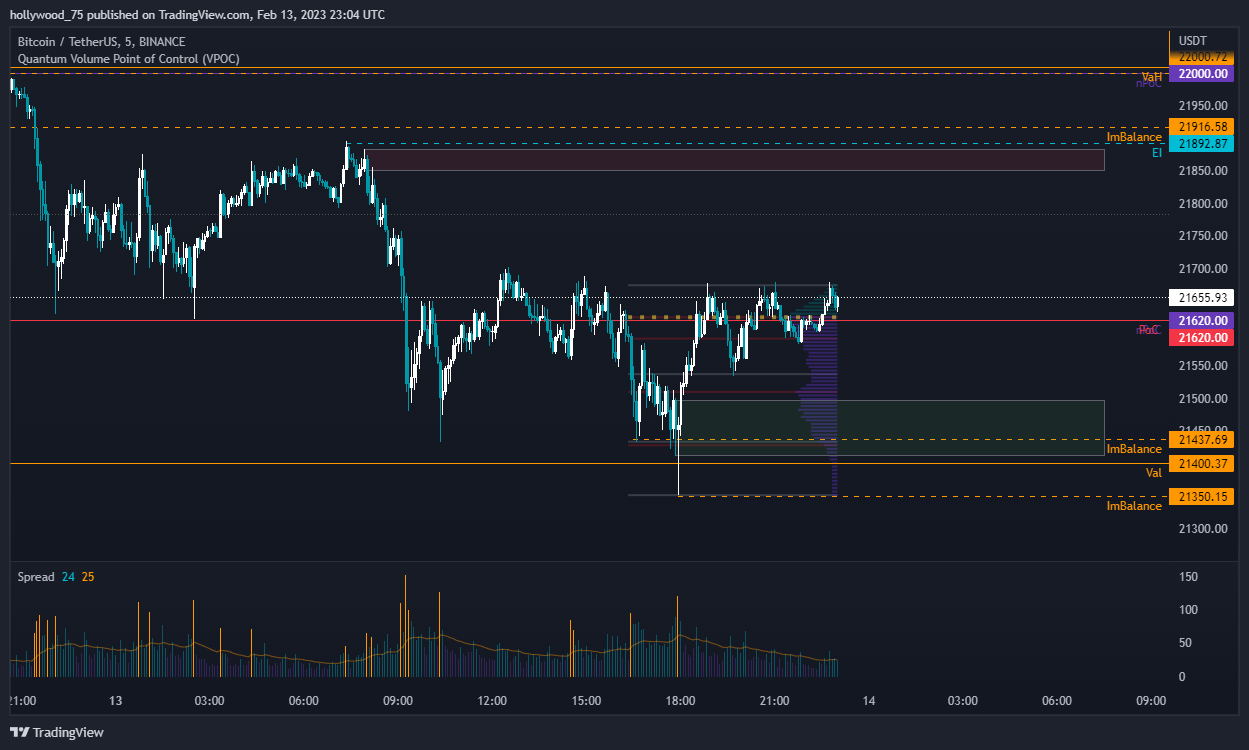 hollywood_75 published on TradingView.com, Feb 13, 2023 23:04 UTC
Bitcoin / TetherUS, 5, BINANCE
USDT
Quantum Volume Point of Control (VPOC)
22000.72
VaH 22000.00
nPoC
21950.00
21916.58
ImBalance
21892.87
EI
21850.00
21800.00
21750.00
21700.00
21655.93
21620.00
PoC
21620.00
21550.00
21500.00
21450.00
21437.69
ImBalance
21400.37
Val
21350.15
ImBalance
21300.00
Spread 24 25
150
100
50
0
21:00 13 03:00 06:00 09:00 12:00 15:00 18:00 21:00 14 03:00 06:00 09:00
TradingView